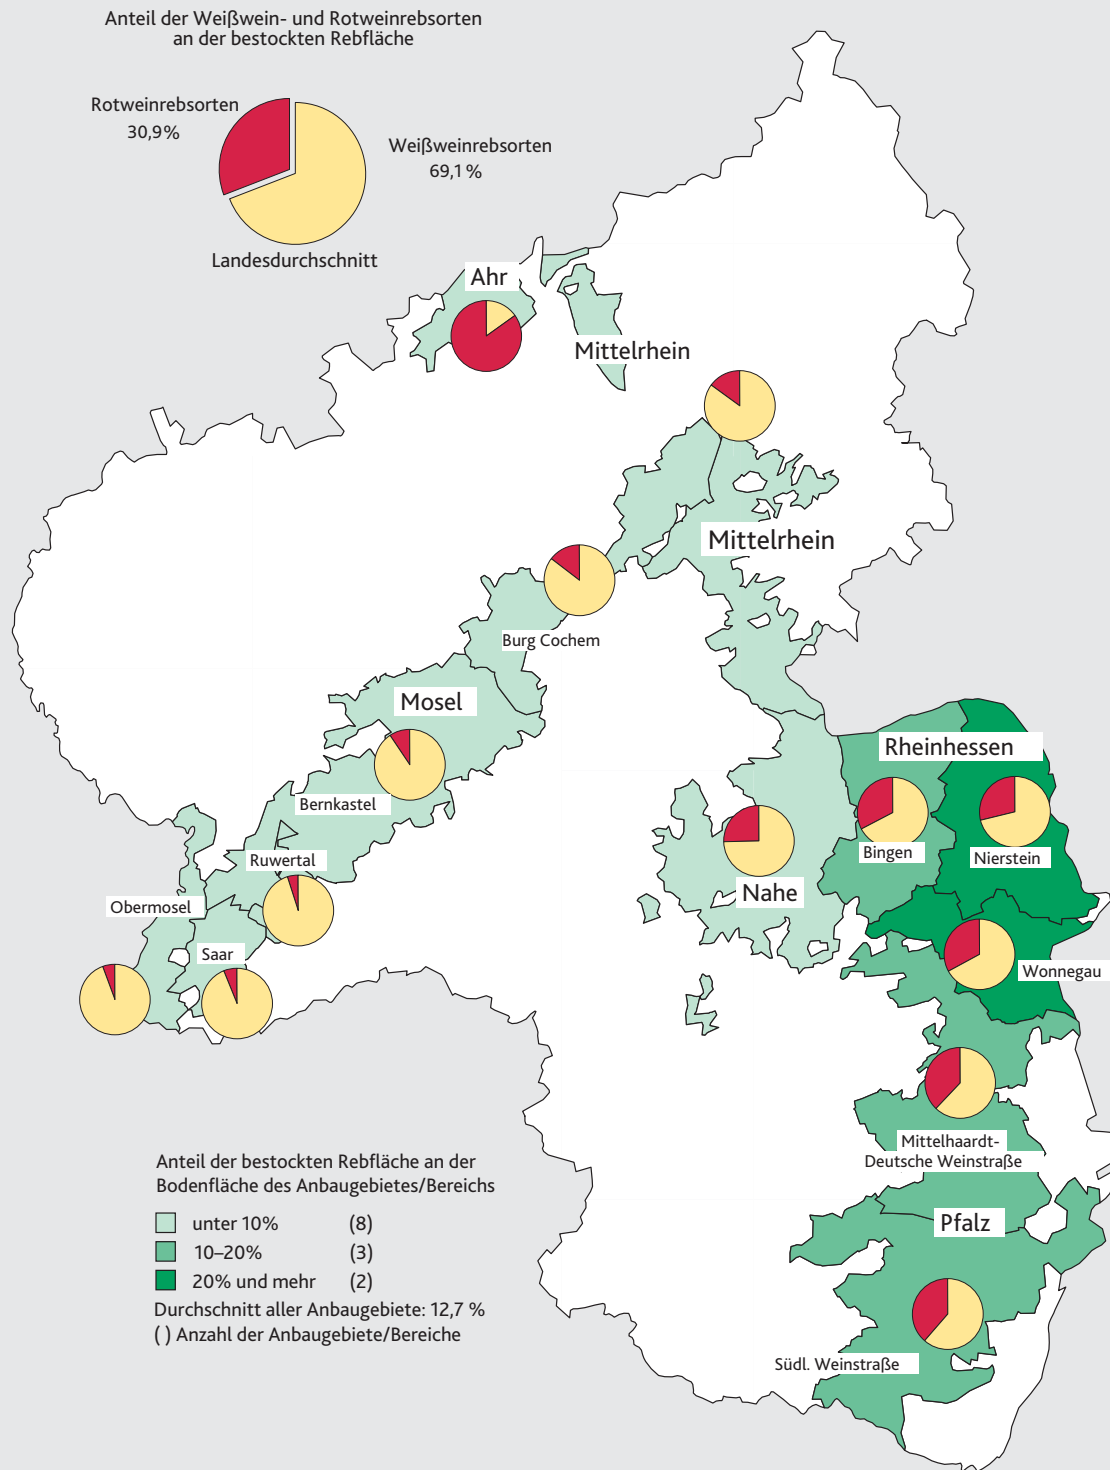 Anteil der Weißwein- und Rotweinrebsorten
an der bestockten Rebfläche
Rotweinrebsorten
30,9%
Weißweinrebsorten
69,1%
Landesdurchschnitt
Ahr
Mittelrhein
Mittelrhein
Burg Cochem
Mosel
Rheinhessen
Bernkastel
Bingen
Nierstein
Ruwertal
Nahe
Obermosel
Saar
Wonnegau
Mittelhaardt-
Deutsche Weinstraße
Pfalz
Südl. Weinstraße
Anteil der bestockten Rebfläche an der
Bodenfläche des Anbaugebietes/Bereichs
unter 10% (8)
10–20% (3)
20% und mehr (2)
Durchschnitt aller Anbaugebiete: 12,7 %
( ) Anzahl der Anbaugebiete/Bereiche